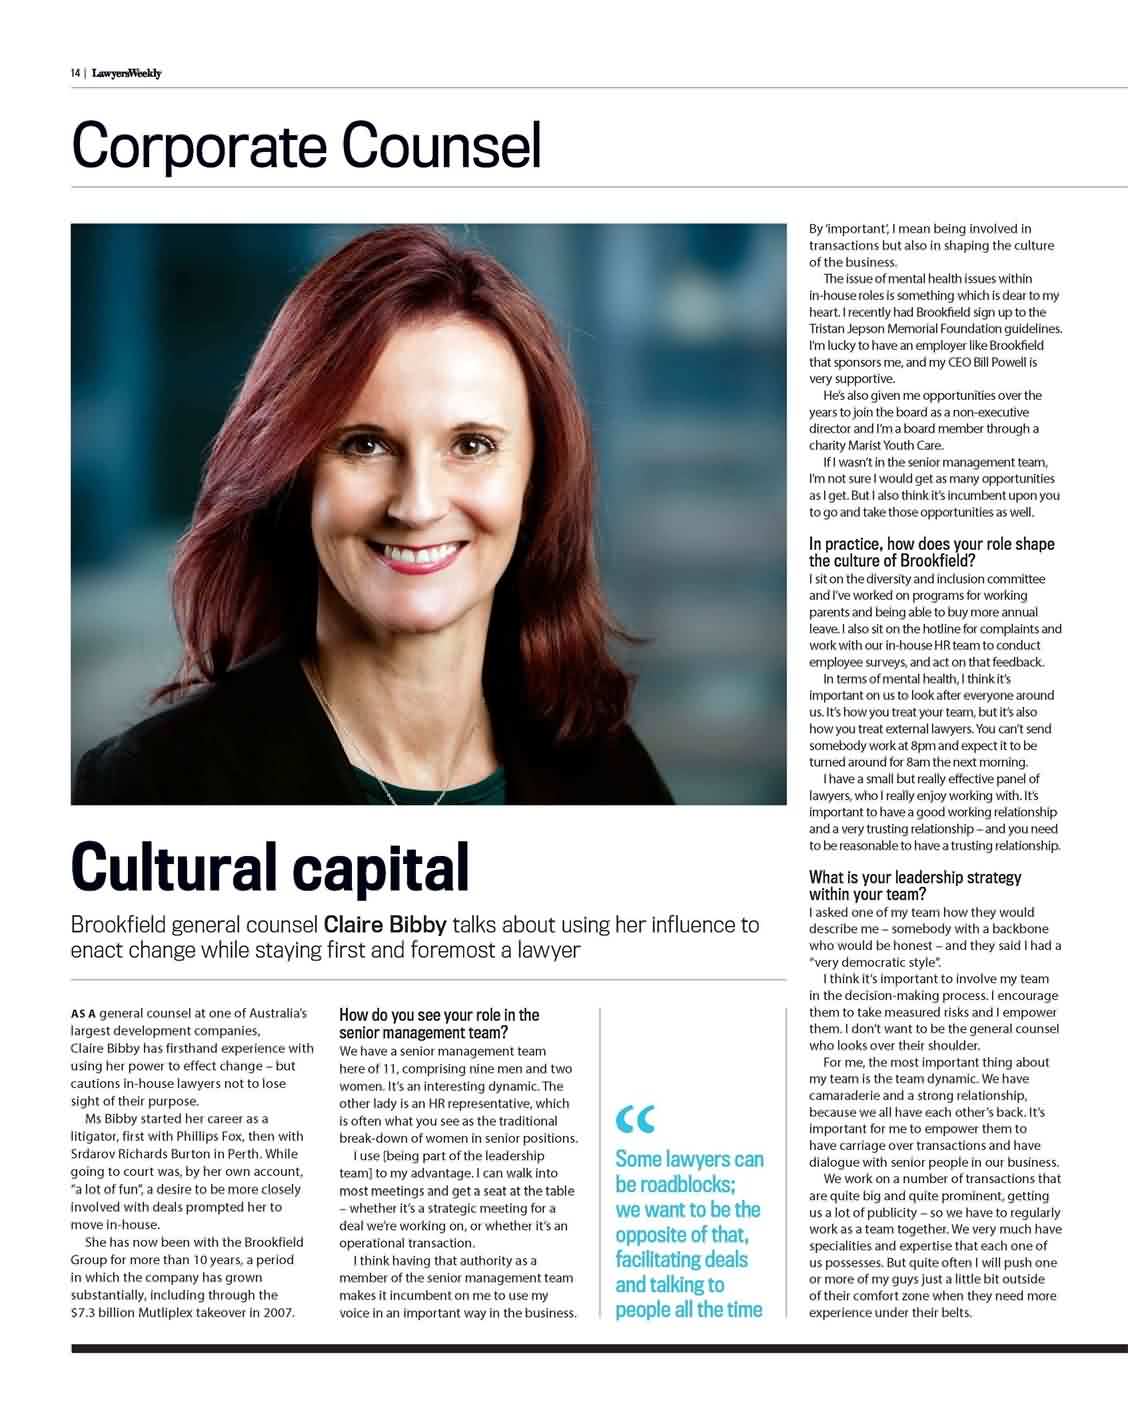 14 | LawyersWeekly
Corporate Counsel
Cultural capital
Brookfield general counsel Claire Bibby talks about using her influence to
enact change while staying first and foremost a lawyer
AS A general counsel at one of Australia's
largest development companies,
Claire Bibby has firsthand experience with
using her power to effect change – but
cautions in-house lawyers not to lose
sight of their purpose.
Ms Bibby started her career as a
litigator, first with Phillips Fox, then with
Srdarov Richards Burton in Perth. While
going to court was, by her own account,
"a lot of fun", a desire to be more closely
involved with deals prompted her to
move in-house.
She has now been with the Brookfield
Group for more than 10 years, a period
in which the company has grown
substantially, including through the
$7.3 billion Mutliplex takeover in 2007.
How do you see your role in the
senior management team?
We have a senior management team
here of 11, comprising nine men and two
women. It's an interesting dynamic. The
other lady is an HR representative, which
is often what you see as the traditional
break-down of women in senior positions.
I use [being part of the leadership
team] to my advantage. I can walk into
most meetings and get a seat at the table
– whether it's a strategic meeting for a
deal we're working on, or whether it's an
operational transaction.
I think having that authority as a
member of the senior management team
makes it incumbent on me to use my
voice in an important way in the business.
“
Some lawyers can
be roadblocks;
we want to be the
opposite of that,
facilitating deals
and talking to
people all the time
By 'important', I mean being involved in
transactions but also in shaping the culture
of the business.
The issue of mental health issues within
in-house roles is something which is dear to my
heart. I recently had Brookfield sign up to the
Tristan Jepson Memorial Foundation guidelines.
I'm lucky to have an employer like Brookfield
that sponsors me, and my CEO Bill Powell is
very supportive.
He's also given me opportunities over the
years to join the board as a non-executive
director and I'm a board member through a
charity Marist Youth Care.
If I wasn't in the senior management team,
I'm not sure I would get as many opportunities
as I get. But I also think it's incumbent upon you
to go and take those opportunities as well.
In practice, how does your role shape
the culture of Brookfield?
I sit on the diversity and inclusion committee
and I've worked on programs for working
parents and being able to buy more annual
leave. I also sit on the hotline for complaints and
work with our in-house HR team to conduct
employee surveys, and act on that feedback.
In terms of mental health, I think it's
important on us to look after everyone around
us. It's how you treat your team, but it's also
how you treat external lawyers. You can't send
somebody work at 8pm and expect it to be
turned around for 8am the next morning.
I have a small but really effective panel of
lawyers, who I really enjoy working with. It's
important to have a good working relationship
and a very trusting relationship – and you need
to be reasonable to have a trusting relationship.
What is your leadership strategy
within your team?
I asked one of my team how they would
describe me – somebody with a backbone
who would be honest – and they said I had a
"very democratic style".
I think it's important to involve my team
in the decision-making process. I encourage
them to take measured risks and I empower
them. I don't want to be the general counsel
who looks over their shoulder.
For me, the most important thing about
my team is the team dynamic. We have
camaraderie and a strong relationship,
because we all have each other's back. It's
important for me to empower them to
have carriage over transactions and have
dialogue with senior people in our business.
We work on a number of transactions that
are quite big and quite prominent, getting
us a lot of publicity – so we have to regularly
work as a team together. We very much have
specialities and expertise that each one of
us possesses. But quite often I will push one
or more of my guys just a little bit outside
of their comfort zone when they need more
experience under their belts.